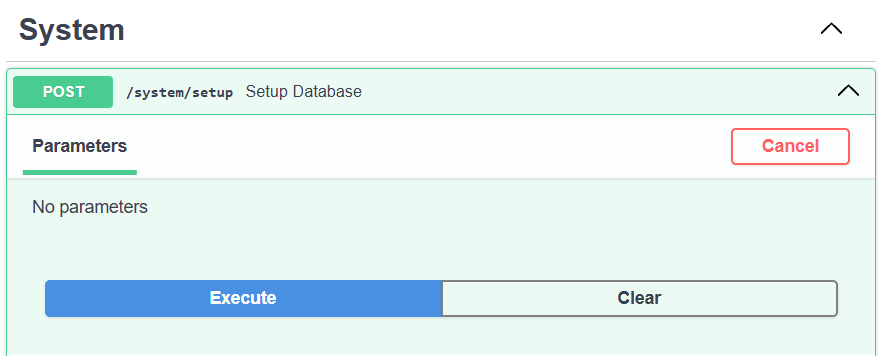 System
POST /system/setup Setup Database
Parameters Cancel
No parameters
Execute Clear